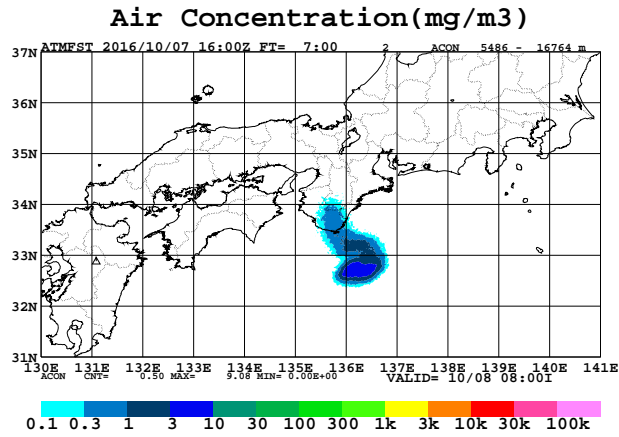 Air Concentration(mg/m3)
ATMFST 2016/10/07 16:00Z FT= 7:00 2 ACON 5486 - 16764 m
37N
36N
35N
34N
33N
32N
31N
130E 131E 132E 133E 134E 135E 136E 137E 138E 139E 140E 141E
ACON CNT= 0.50 MAX= 9.08 MIN= 0.00E+00 VALID= 10/08 08:00I
0.1 0.3 1 3 10 30 100 300 1k 3k 10k 30k 100k